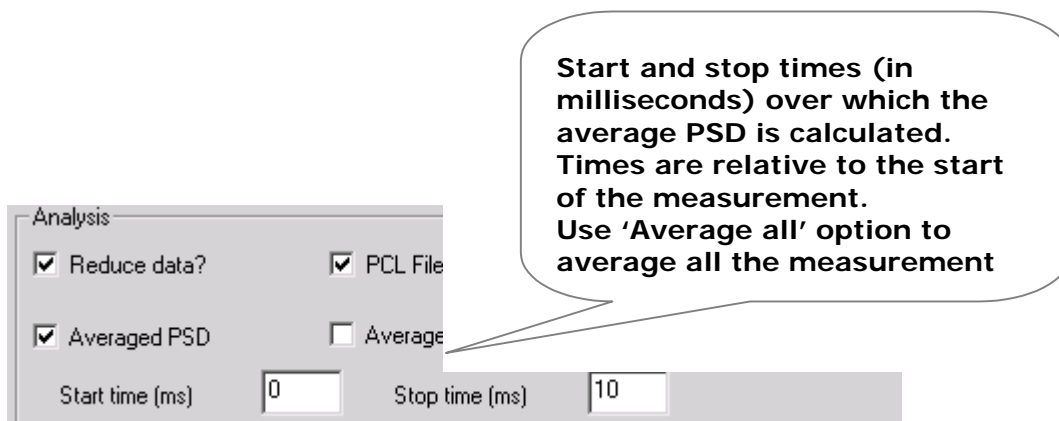 Start and stop times (in
milliseconds) over which the
average PSD is calculated.
Times are relative to the start
of the measurement.
Use ‘Average all’ option to
average all the measurement
Analysis
Reduce data? PCL File
Averaged PSD Average
Start time (ms) 0 Stop time (ms) 10